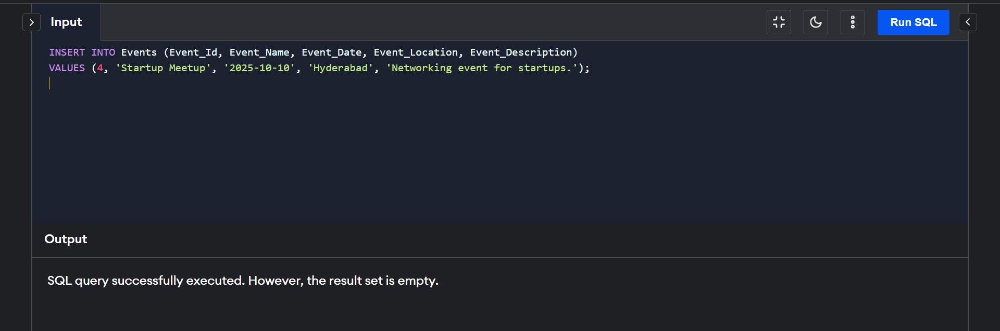 Input
Run SQL
INSERT INTO Events (Event_Id, Event_Name, Event_Date, Event_Location, Event_Description)
VALUES (4, 'Startup Meetup', '2025-10-10', 'Hyderabad', 'Networking event for startups.');
Output
SQL query successfully executed. However, the result set is empty.